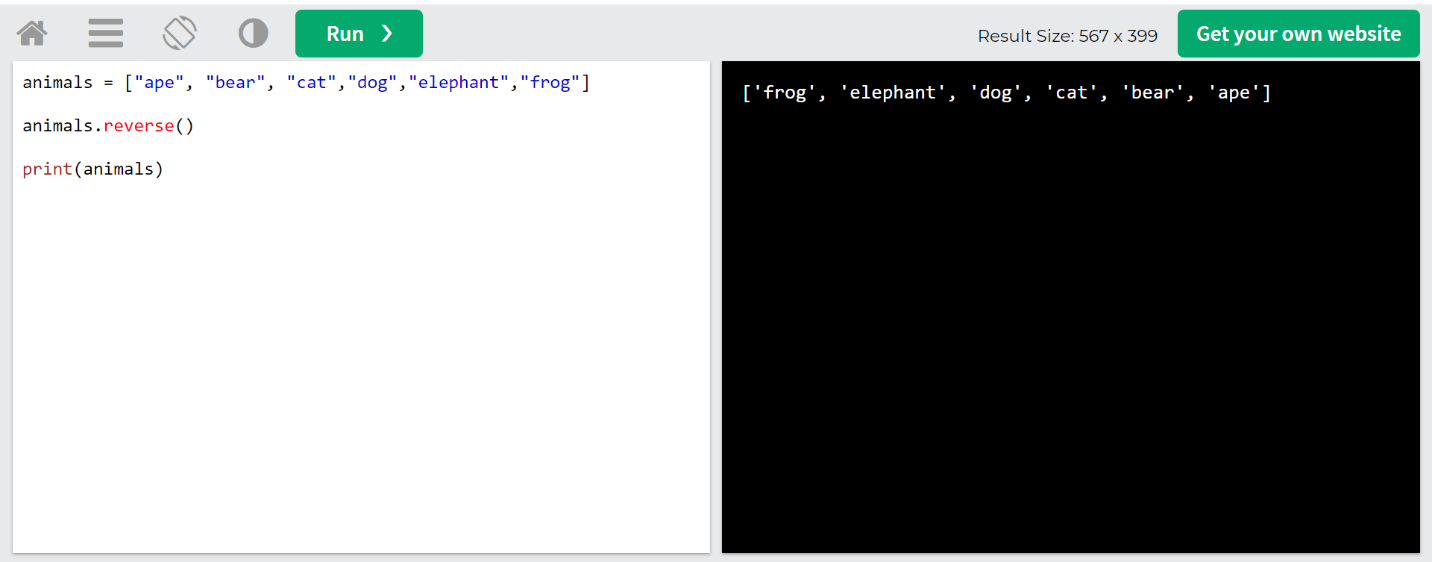 Run ❯
Result Size: 567 x 399
Get your own website
animals = ["ape", "bear", "cat","dog","elephant","frog"]
animals.reverse()
print(animals)
['frog', 'elephant', 'dog', 'cat', 'bear', 'ape']